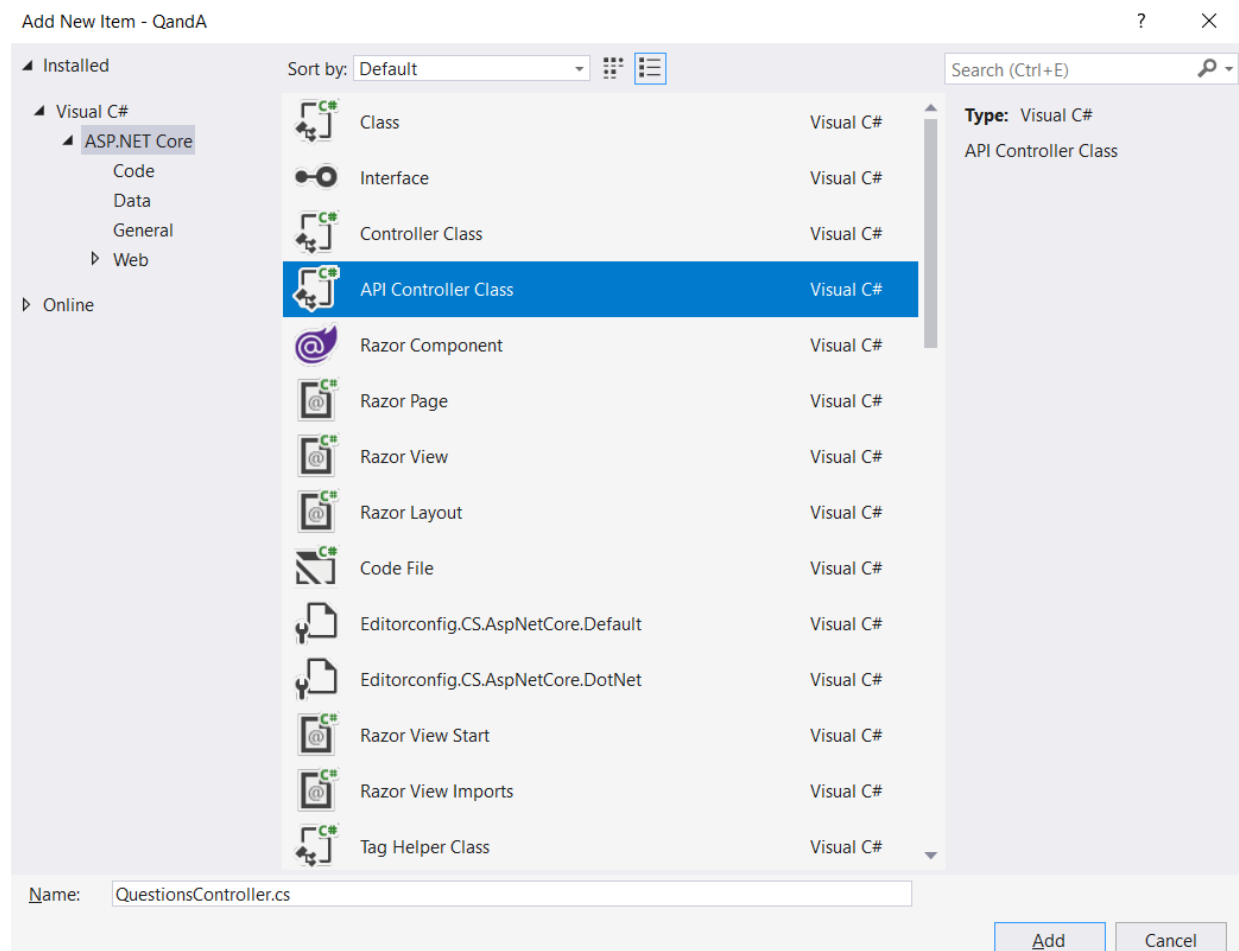 Add New Item - QandA
?
Installed
Visual C#
ASP.NET Core
Code
Data
General
Web
Online
Sort by: Default
Search (Ctrl+E)
Class Visual C#
Interface Visual C#
Controller Class Visual C#
API Controller Class Visual C#
Razor Component Visual C#
Razor Page Visual C#
Razor View Visual C#
Razor Layout Visual C#
Code File Visual C#
Editorconfig.CS.AspNetCore.Default Visual C#
Editorconfig.CS.AspNetCore.DotNet Visual C#
Razor View Start Visual C#
Razor View Imports Visual C#
Tag Helper Class Visual C#
Type: Visual C#
API Controller Class
Name: QuestionsController.cs
Add Cancel